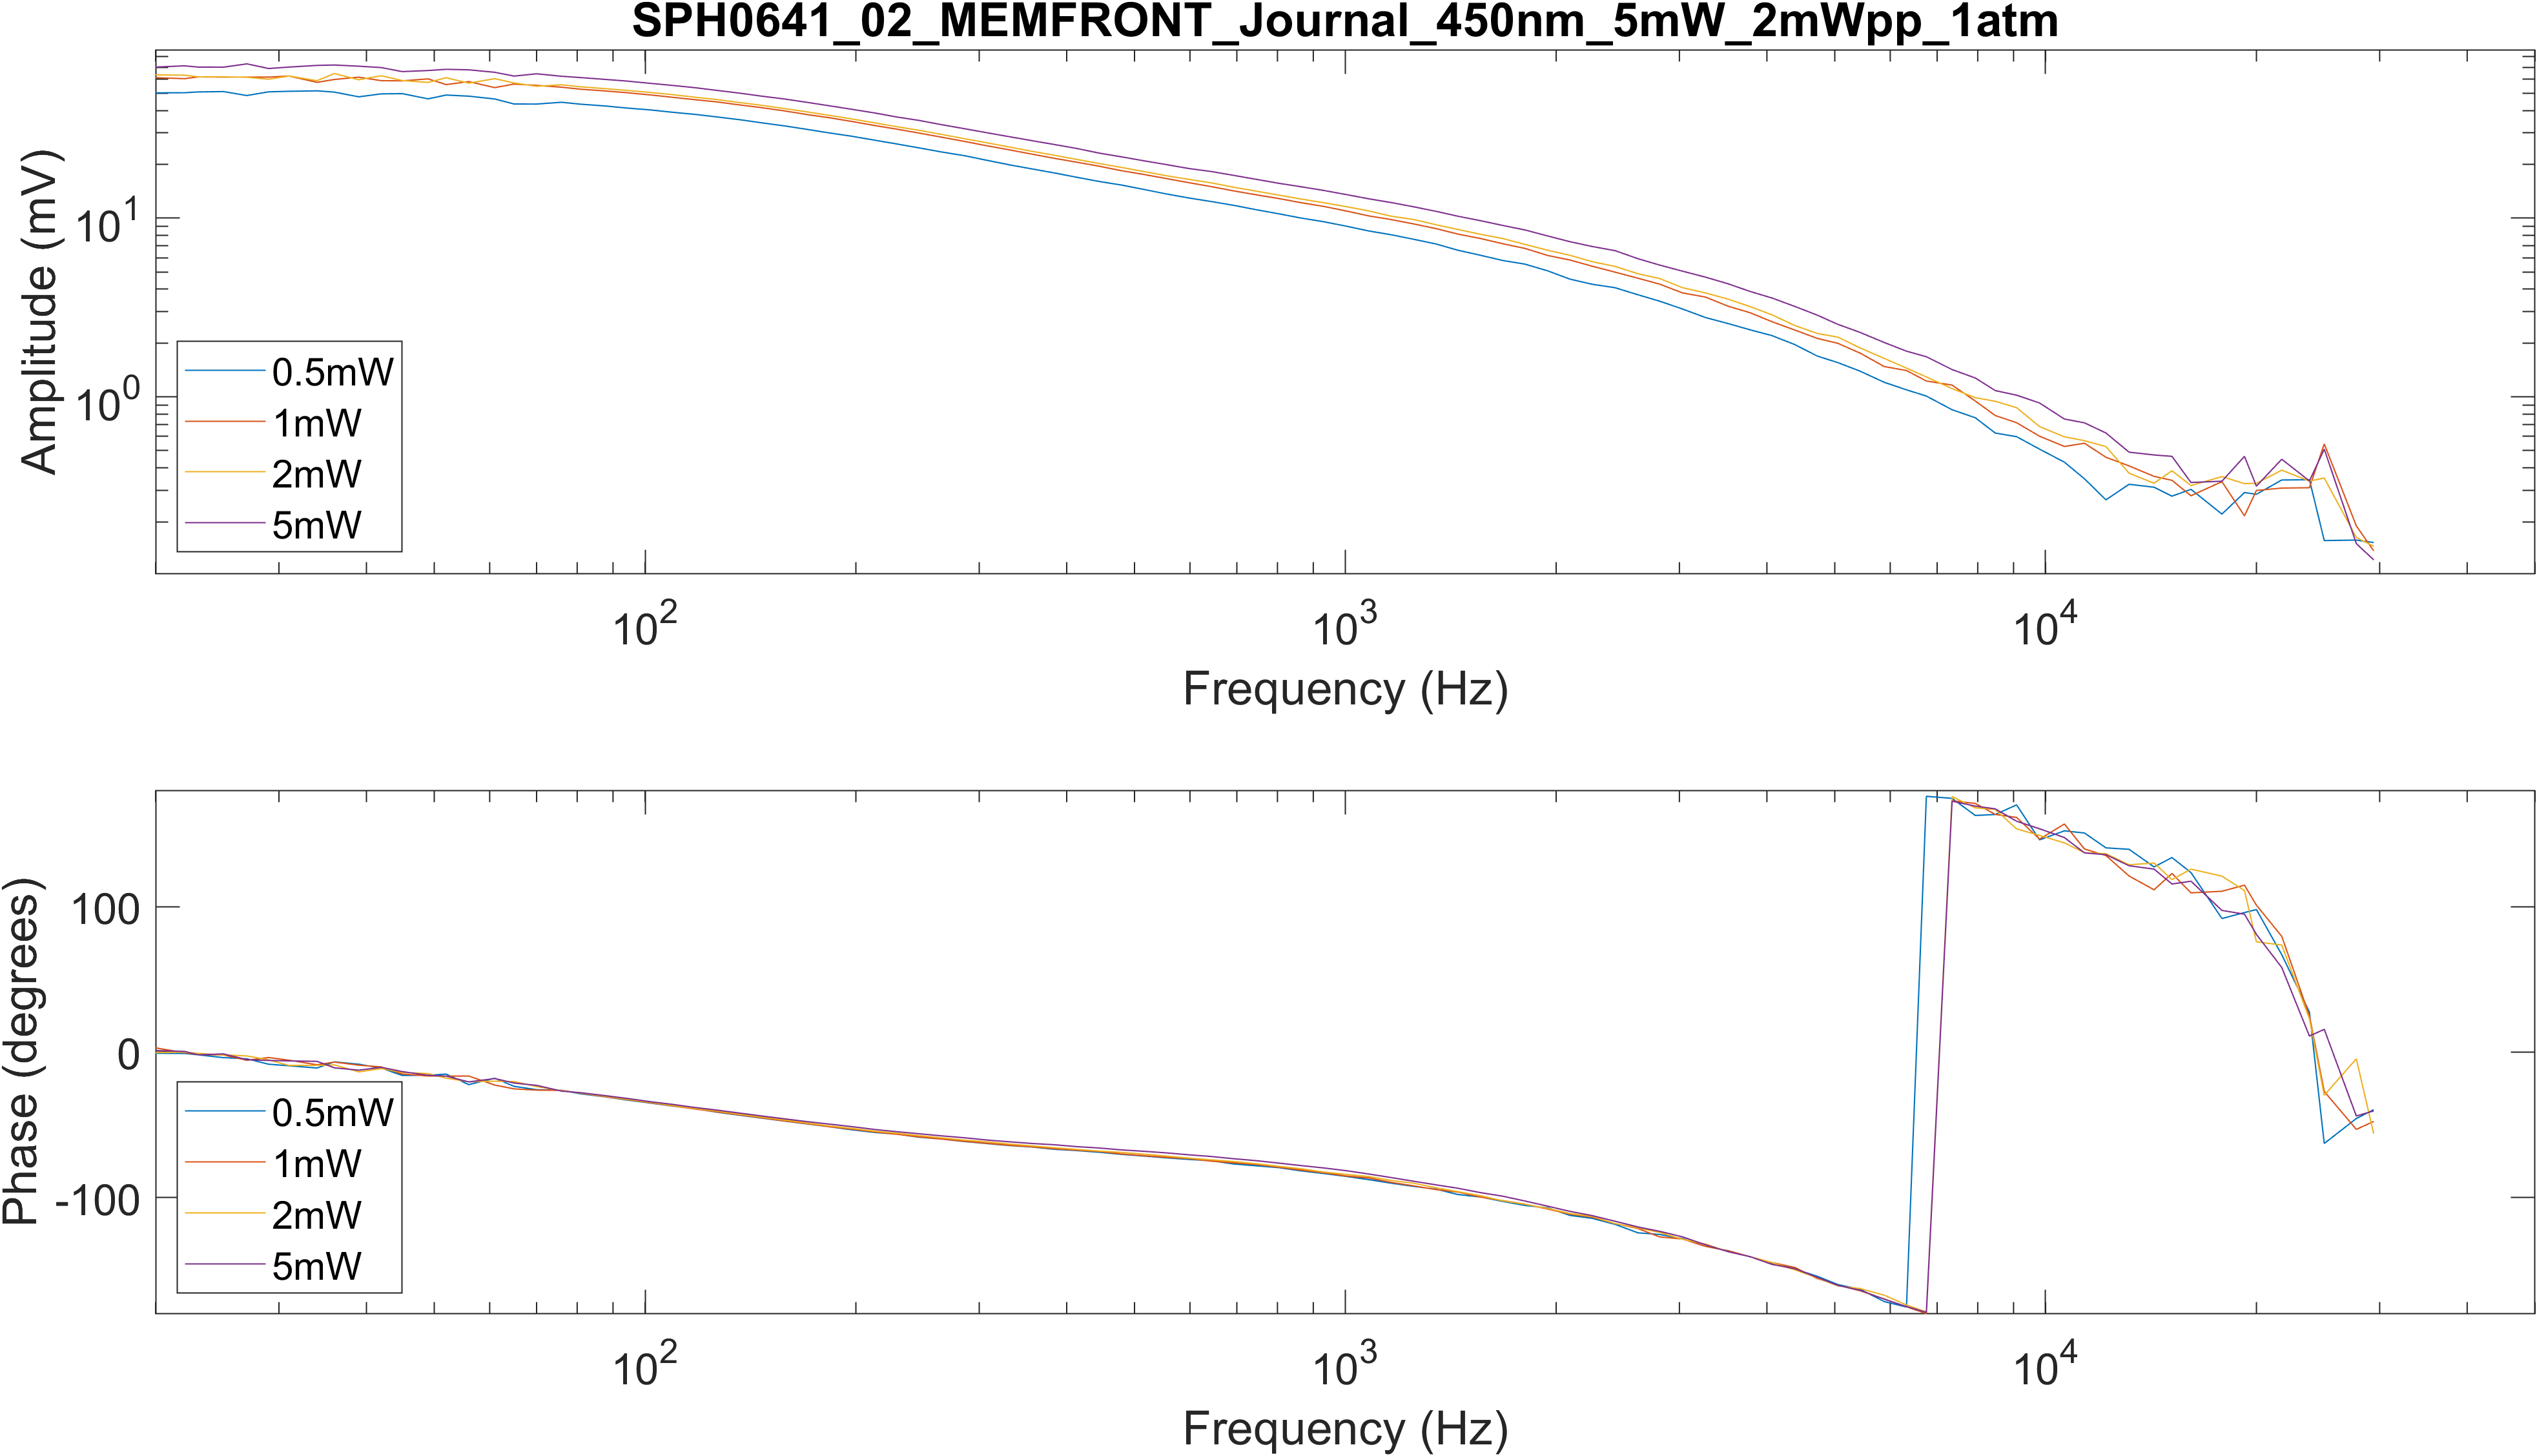 SPH0641_02_MEMFRONT_Journal_450nm_5mW_2mWpp_1atm
Amplitude (mV)
10^1
10^0
0.5mW
1mW
2mW
5mW
10^2
10^3
10^4
Frequency (Hz)
Phase (degrees)
100
0
-100
0.5mW
1mW
2mW
5mW
10^2
10^3
10^4
Frequency (Hz)